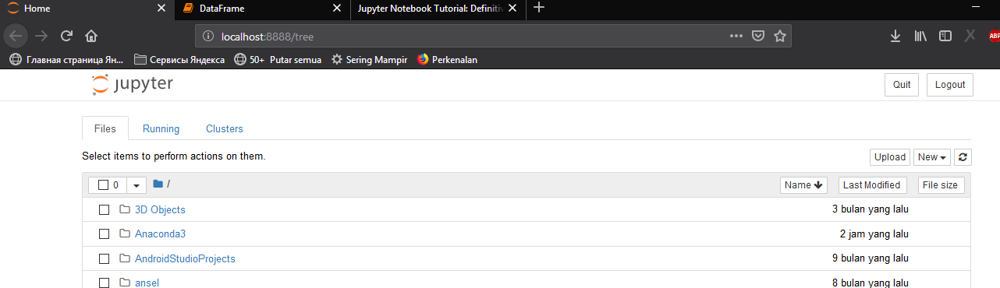 Home DataFrame Jupyter Notebook Tutorial: Definitiv
localhost:8888/tree ABP
Главная страница Ян... Сервисы Яндекса 50+ Putar semua Sering Mampir Perkenalan
jupyter Quit Logout
Files Running Clusters
Select items to perform actions on them. Upload New
0 / Name Last Modified File size
3D Objects 3 bulan yang lalu
Anaconda3 2 jam yang lalu
AndroidStudioProjects 9 bulan yang lalu
ansel 8 bulan yang lalu